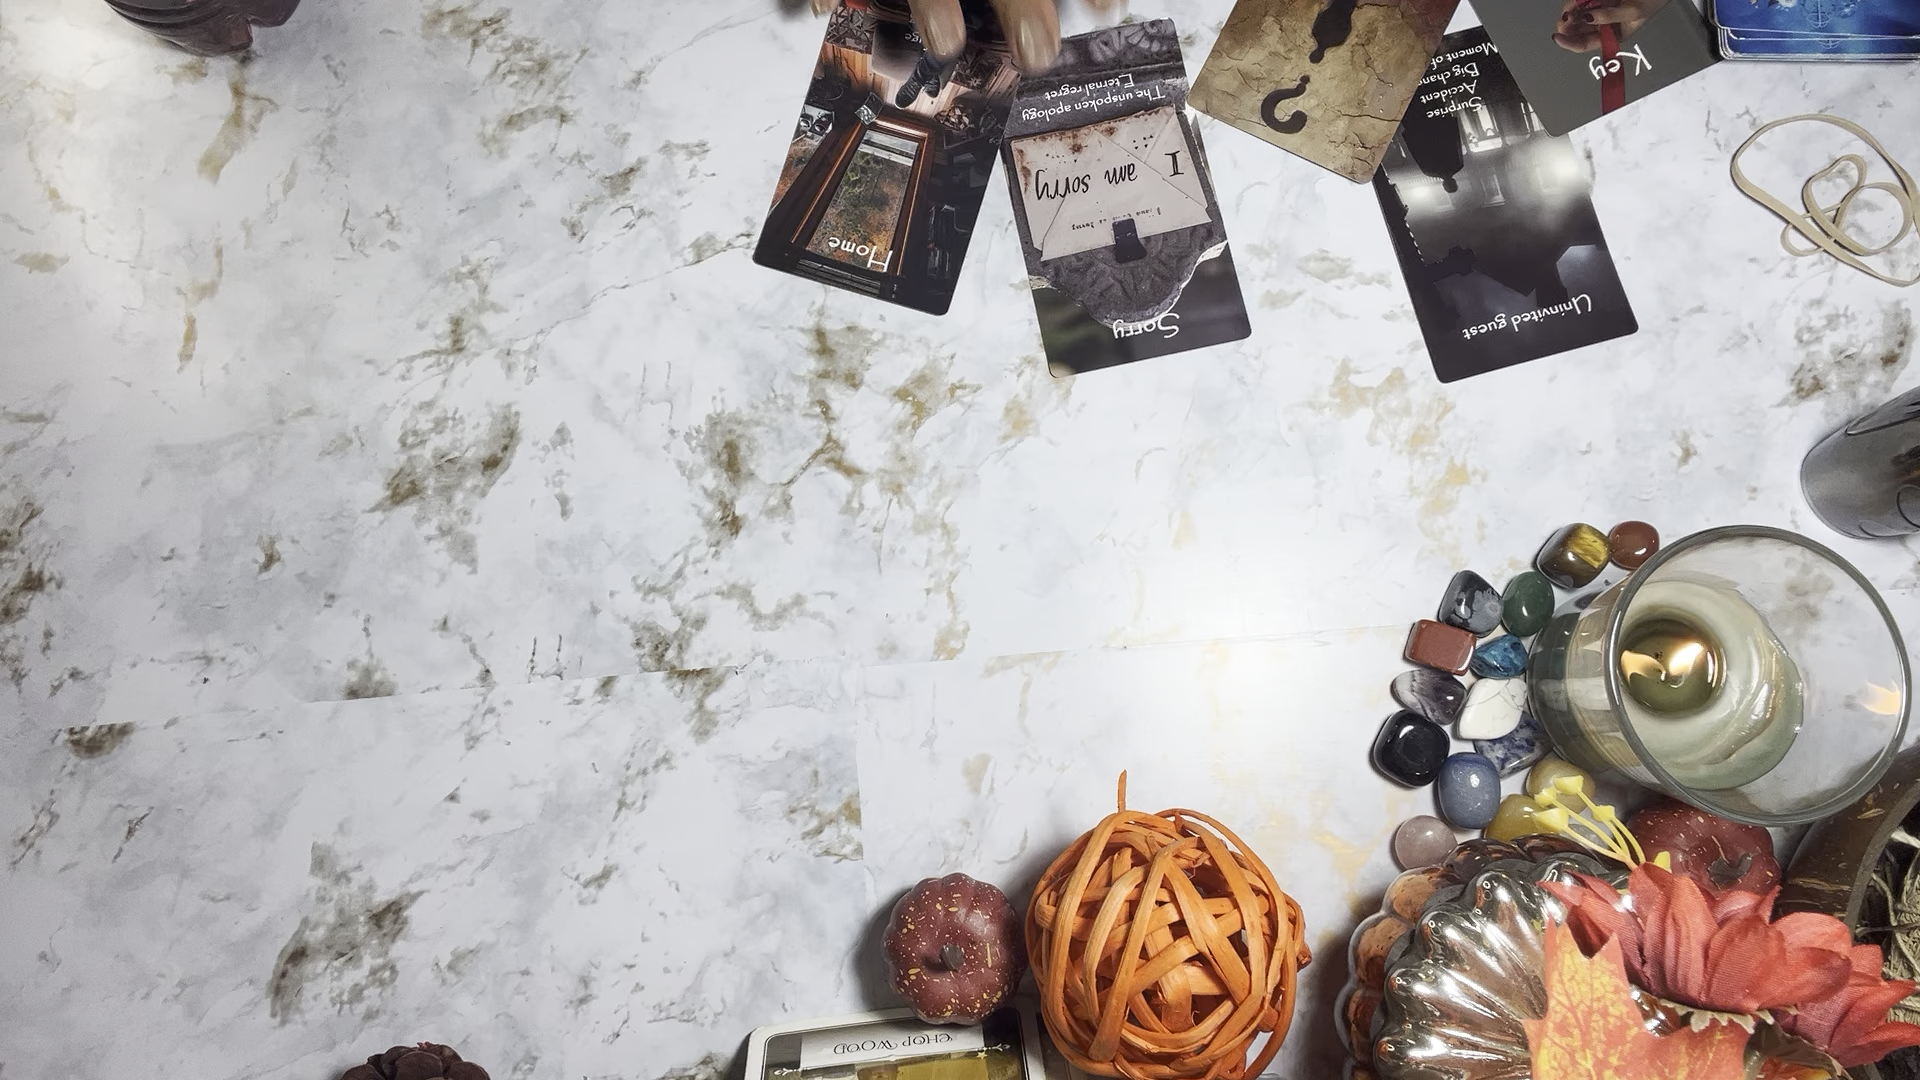 Home
Sorry
The unspoken apology
Eternal regret
I am sorry
?
Uninvited guest
Surprise
Accident
Big chan
Moment of
Key
CHOP WOOD